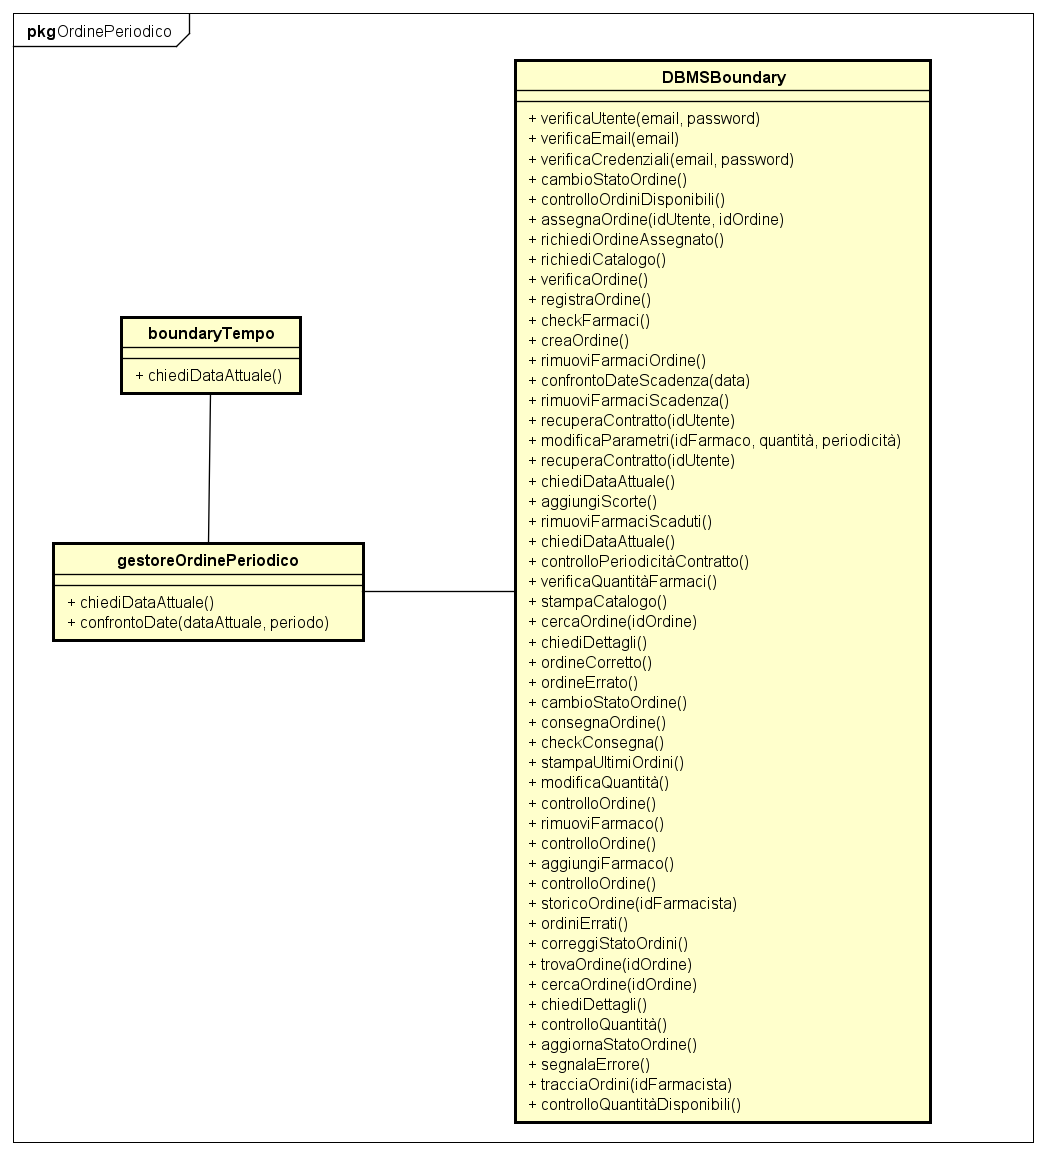 pkg OrdinePeriodico
DBMSBoundary
+ verificaUtente(email, password)
+ verificaEmail(email)
+ verificaCredenziali(email, password)
+ cambioStatoOrdine()
+ controlloOrdiniDisponibili()
+ assegnaOrdine(idUtente, idOrdine)
+ richiediOrdineAssegnato()
+ richiediCatalogo()
+ verificaOrdine()
+ registraOrdine()
+ checkFarmaci()
+ creaOrdine()
+ rimuoviFarmaciOrdine()
+ confrontoDateScadenza(data)
+ rimuoviFarmaciScadenza()
+ recuperaContratto(idUtente)
+ modificaParametri(idFarmaco, quantità, periodicità)
+ recuperaContratto(idUtente)
+ chiediDataAttuale()
+ aggiungiScorte()
+ rimuoviFarmaciScaduti()
+ chiediDataAttuale()
+ controlloPeriodicitàContratto()
+ verificaQuantitàFarmaci()
+ stampaCatalogo()
+ cercaOrdine(idOrdine)
+ chiediDettagli()
+ ordineCorretto()
+ ordineErrato()
+ cambioStatoOrdine()
+ consegnaOrdine()
+ checkConsegna()
+ stampaUltimiOrdini()
+ modificaQuantità()
+ controlloOrdine()
+ rimuoviFarmaco()
+ controlloOrdine()
+ aggiungiFarmaco()
+ controlloOrdine()
+ storicoOrdine(idFarmacista)
+ ordiniErrati()
+ correggiStatoOrdini()
+ trovaOrdine(idOrdine)
+ cercaOrdine(idOrdine)
+ chiediDettagli()
+ controlloQuantità()
+ aggiornaStatoOrdine()
+ segnalaErrore()
+ tracciaOrdini(idFarmacista)
+ controlloQuantitàDisponibili()
boundaryTempo
+ chiediDataAttuale()
gestoreOrdinePeriodico
+ chiediDataAttuale()
+ confrontoDate(dataAttuale, periodo)